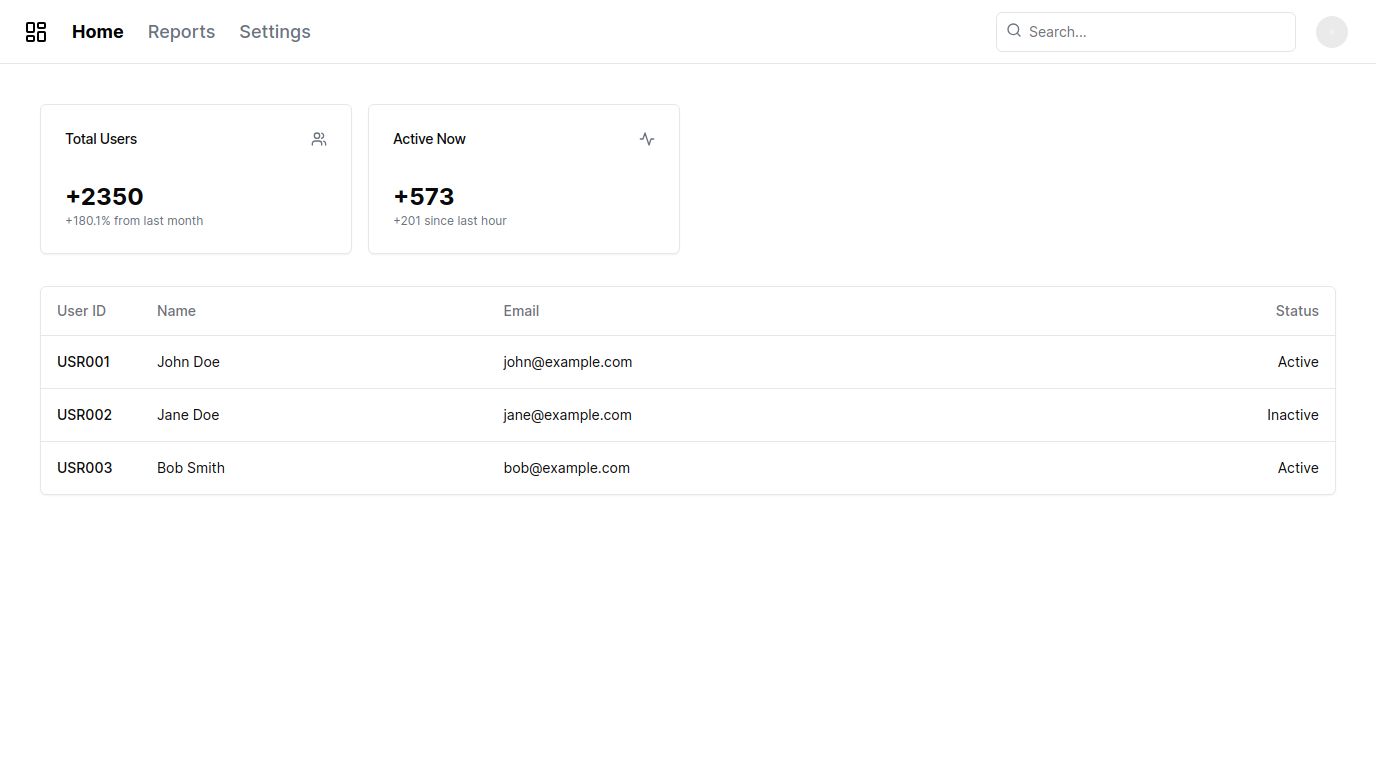 Home Reports Settings Search...
Total Users
+2350
+180.1% from last month
Active Now
+573
+201 since last hour
User ID Name Email Status
USR001 John Doe john@example.com Active
USR002 Jane Doe jane@example.com Inactive
USR003 Bob Smith bob@example.com Active